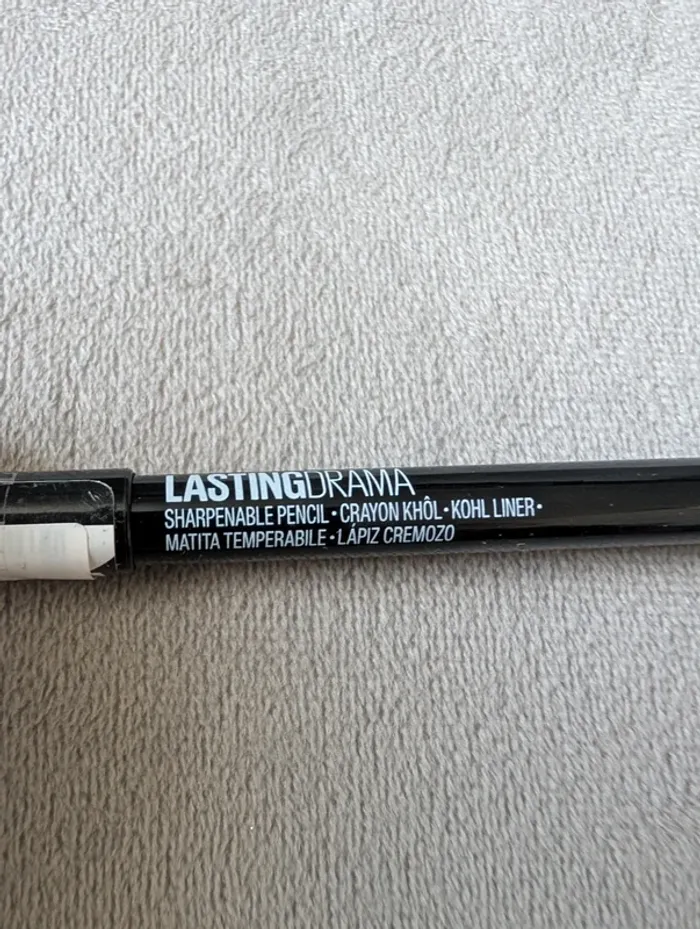 LASTINGDRAMA
SHARPENABLE PENCIL • CRAYON KHÔL • KOHL LINER •
MATITA TEMPERABILE • LÁPIZ CREMOZO